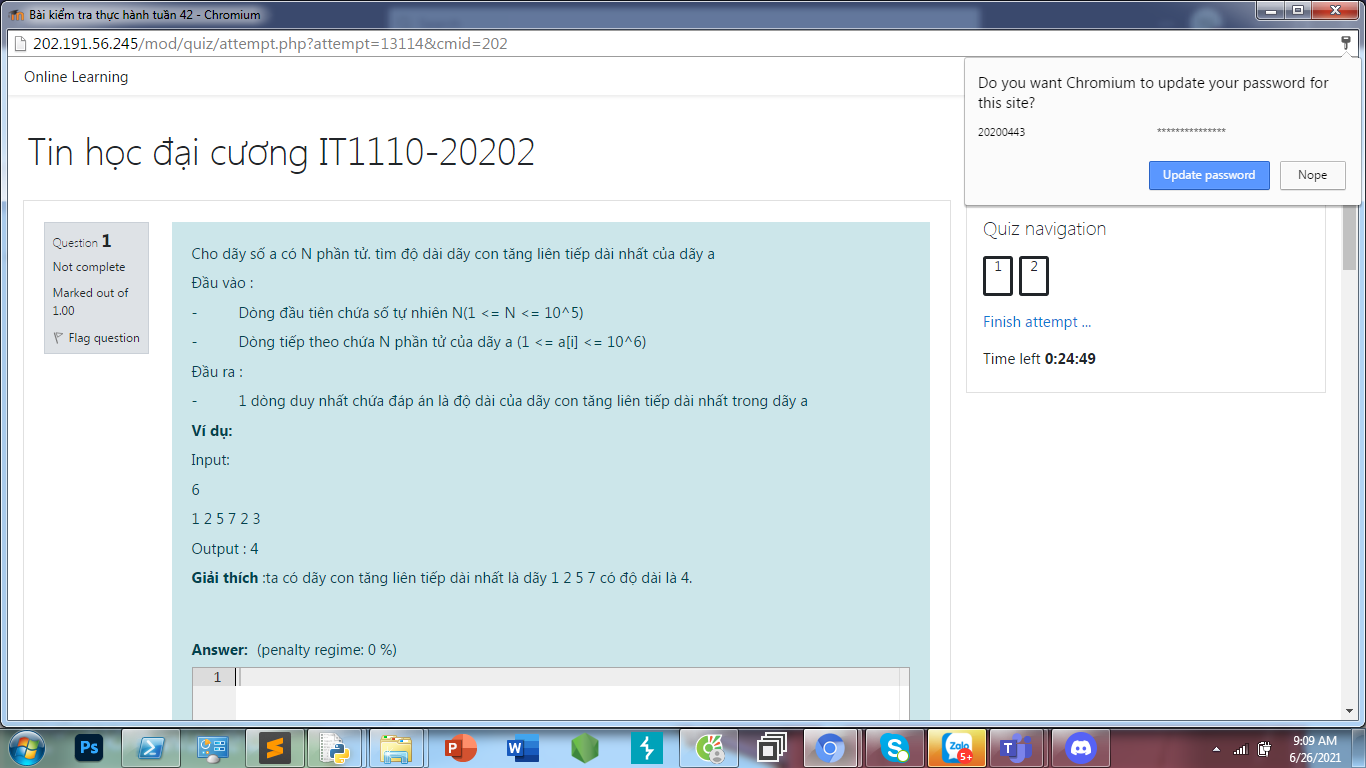 Bài kiểm tra thực hành tuần 42 - Chromium
202.191.56.245/mod/quiz/attempt.php?attempt=13114&cmid=202
Online Learning
Do you want Chromium to update your password for
this site?
20200443 ***************
Update password Nope
Tin học đại cương IT1110-20202
Question 1
Not complete
Marked out of
1.00
Flag question
Cho dãy số a có N phần tử. tìm độ dài dãy con tăng liên tiếp dài nhất của dãy a
Đầu vào :
- Dòng đầu tiên chứa số tự nhiên N(1 <= N <= 10^5)
- Dòng tiếp theo chứa N phần tử của dãy a (1 <= a[i] <= 10^6)
Đầu ra :
- 1 dòng duy nhất chứa đáp án là độ dài của dãy con tăng liên tiếp dài nhất trong dãy a
Ví dụ:
Input:
6
1 2 5 7 2 3
Output : 4
Giải thích :ta có dãy con tăng liên tiếp dài nhất là dãy 1 2 5 7 có độ dài là 4.
Answer: (penalty regime: 0 %)
1
Quiz navigation
1 2
Finish attempt ...
Time left 0:24:49
Ps
P
W
S
Zalo
5+
T
9:09 AM
6/26/2021